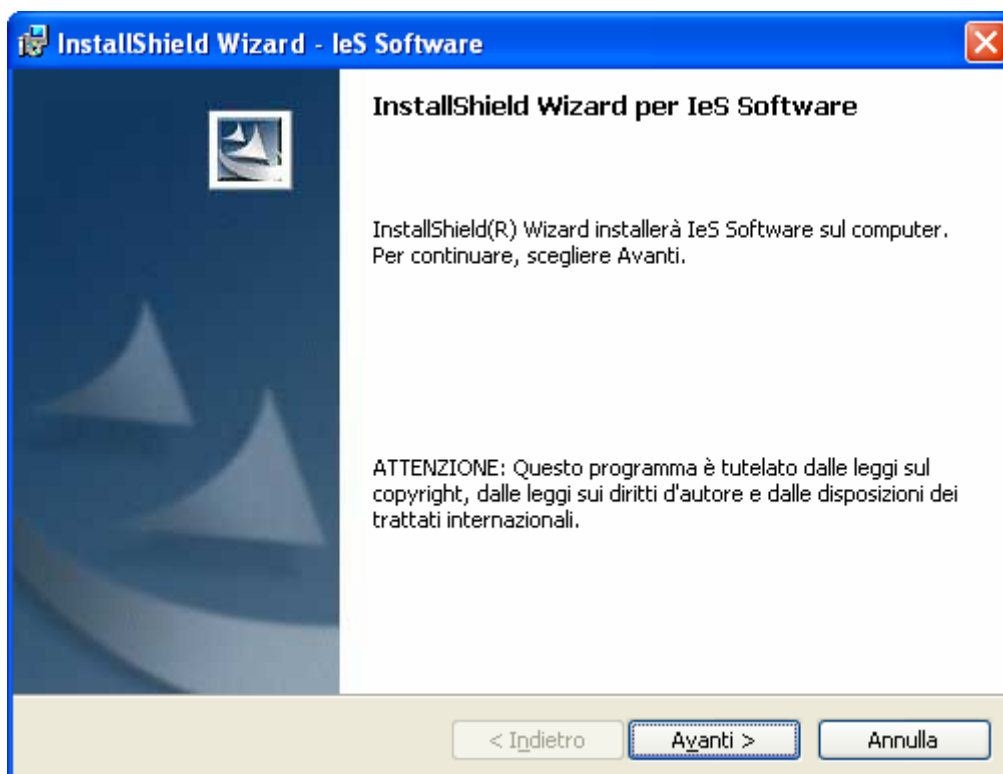 InstallShield Wizard - IeS Software
InstallShield Wizard per IeS Software
InstallShield(R) Wizard installerà IeS Software sul computer.
Per continuare, scegliere Avanti.
ATTENZIONE: Questo programma è tutelato dalle leggi sul
copyright, dalle leggi sui diritti d'autore e dalle disposizioni dei
trattati internazionali.
< Indietro
Avanti >
Annulla